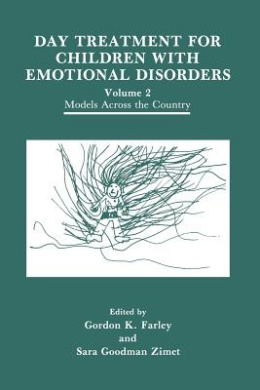 DAY TREATMENT FOR
CHILDREN WITH
EMOTIONAL DISORDERS
Volume 2
Models Across the Country
Edited by
Gordon K. Farley
and
Sara Goodman Zimet